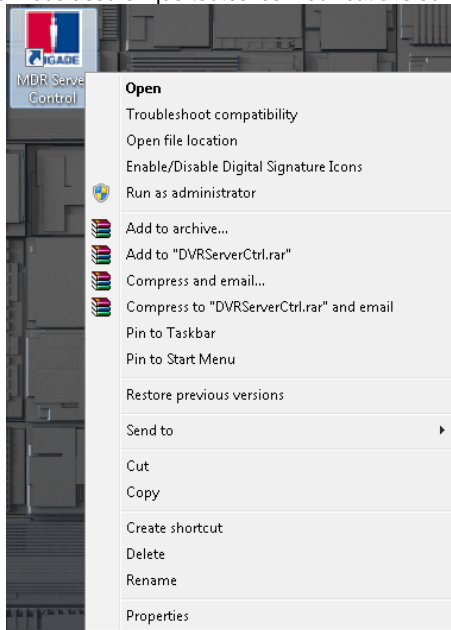 IGADE
MDR Serve
Control
Open
Troubleshoot compatibility
Open file location
Enable/Disable Digital Signature Icons
Run as administrator
Add to archive...
Add to "DVRServerCtrl.rar"
Compress and email...
Compress to "DVRServerCtrl.rar" and email
Pin to Taskbar
Pin to Start Menu
Restore previous versions
Send to
Cut
Copy
Create shortcut
Delete
Rename
Properties